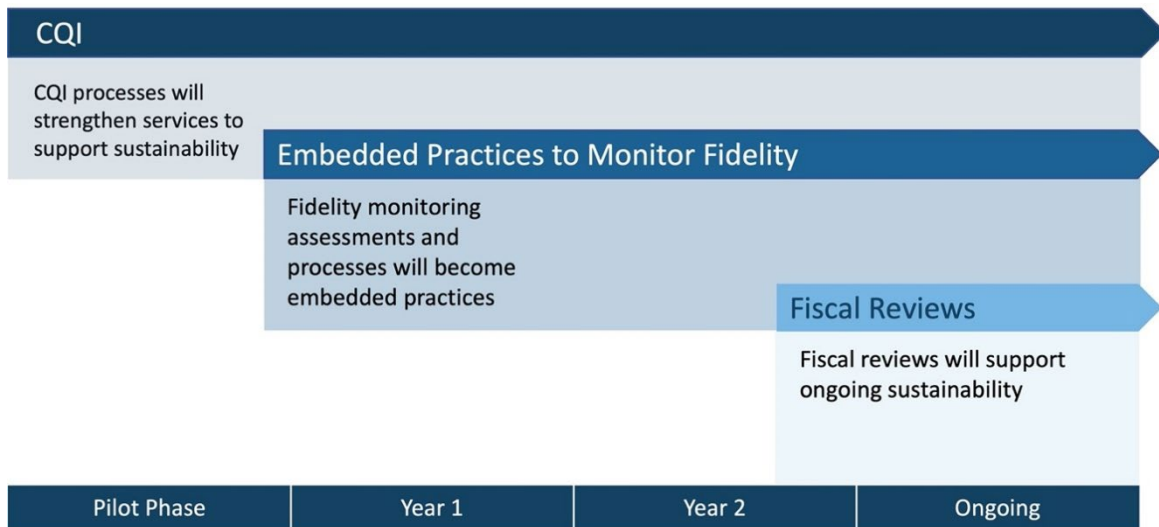 CQI
CQI processes will
strengthen services to
support sustainability
Embedded Practices to Monitor Fidelity
Fidelity monitoring
assessments and
processes will become
embedded practices
Fiscal Reviews
Fiscal reviews will support
ongoing sustainability
Pilot Phase
Year 1
Year 2
Ongoing